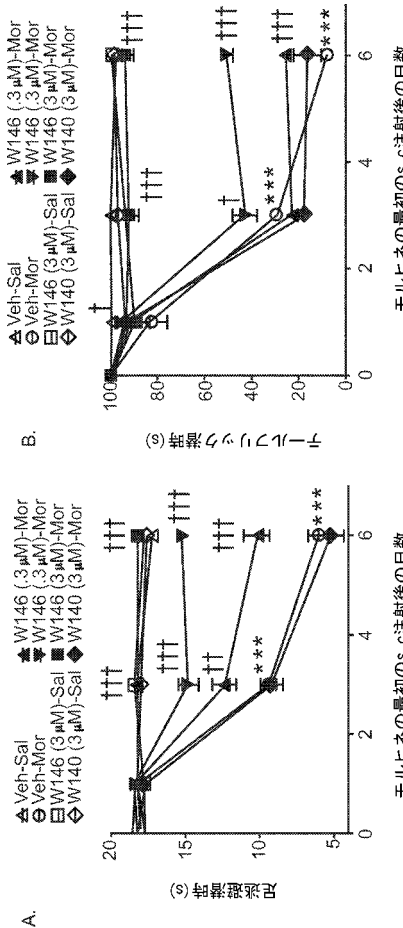 A.
Veh-Sal
Veh-Mor
W146 (3 µM)-Sal
W140 (3 µM)-Sal
W146 (.3 µM)-Mor
W146 (.3 µM)-Mor
W146 (3 µM)-Mor
W140 (3 µM)-Mor
足逃避潜時(s)
20
15
10
5
†††
†††
†††
††
***
†††
†††
***
0
2
4
6
モルヒネの最初のs.c注射後の日数
B.
Veh-Sal
Veh-Mor
W146 (3 µM)-Sal
W140 (3 µM)-Sal
W146 (.3 µM)-Mor
W146 (.3 µM)-Mor
W146 (3 µM)-Mor
W140 (3 µM)-Mor
テールフリック潜時(s)
100
80
60
40
20
0
†
†††
†††
†
***
†††
†††
***
0
2
4
6
モルヒネの最初のs.c注射後の日数